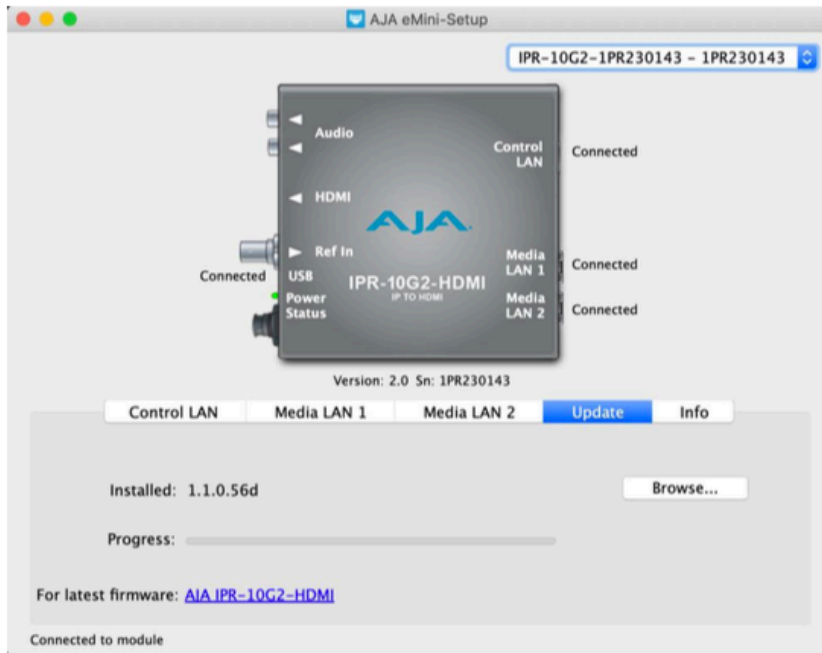 AJA eMini-Setup
IPR-10G2-1PR230143 - 1PR230143
Audio
Control
LAN
Connected
HDMI
AJA
Ref In
Connected
USB
Media
LAN 1
Connected
IPR-10G2-HDMI
IP TO HDMI
Power
Status
Media
LAN 2
Connected
Version: 2.0 Sn: 1PR230143
Control LAN
Media LAN 1
Media LAN 2
Update
Info
Installed: 1.1.0.56d
Browse...
Progress:
For latest firmware: AJA IPR-10G2-HDMI
Connected to module